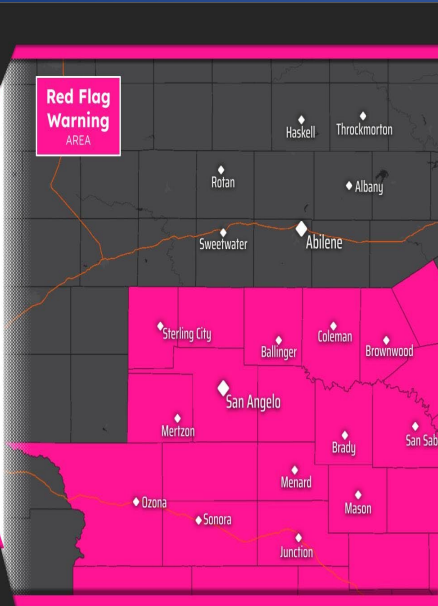 Red Flag
Warning
AREA
Haskell
Throckmorton
Rotan
Albany
Sweetwater
Abilene
Sterling City
Ballinger
Coleman
Brownwood
San Angelo
Mertzon
Brady
San Sab
Menard
Mason
Ozona
Sonora
Junction